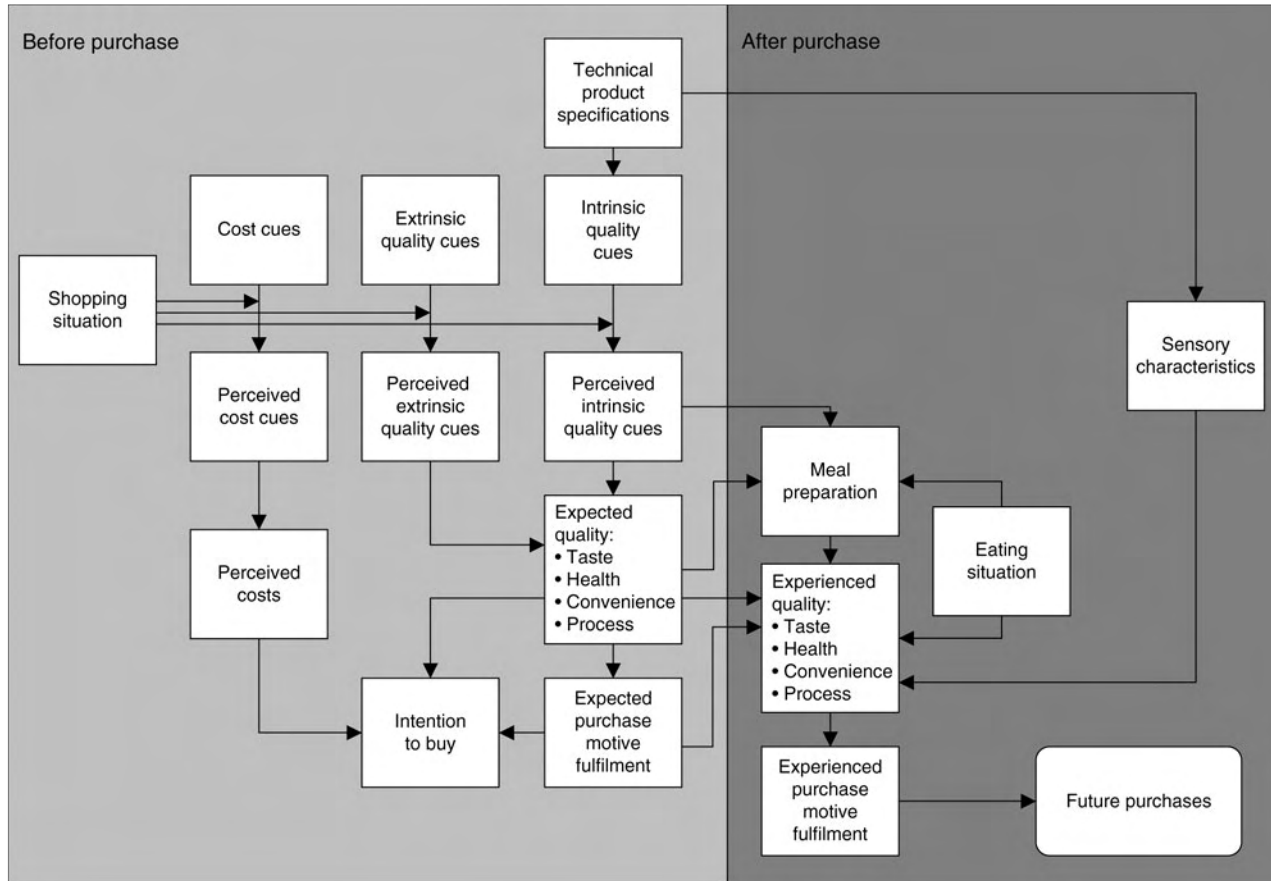 Before purchase
After purchase
Technical
product
specifications
Cost cues
Extrinsic
quality cues
Intrinsic
quality
cues
Shopping
situation
Sensory
characteristics
Perceived
cost cues
Perceived
extrinsic
quality cues
Perceived
intrinsic
quality cues
Meal
preparation
Perceived
costs
Expected
quality:
• Taste
• Health
• Convenience
• Process
Eating
situation
Experienced
quality:
• Taste
• Health
• Convenience
• Process
Intention
to buy
Expected
purchase
motive
fulfilment
Experienced
purchase
motive
fulfilment
Future purchases